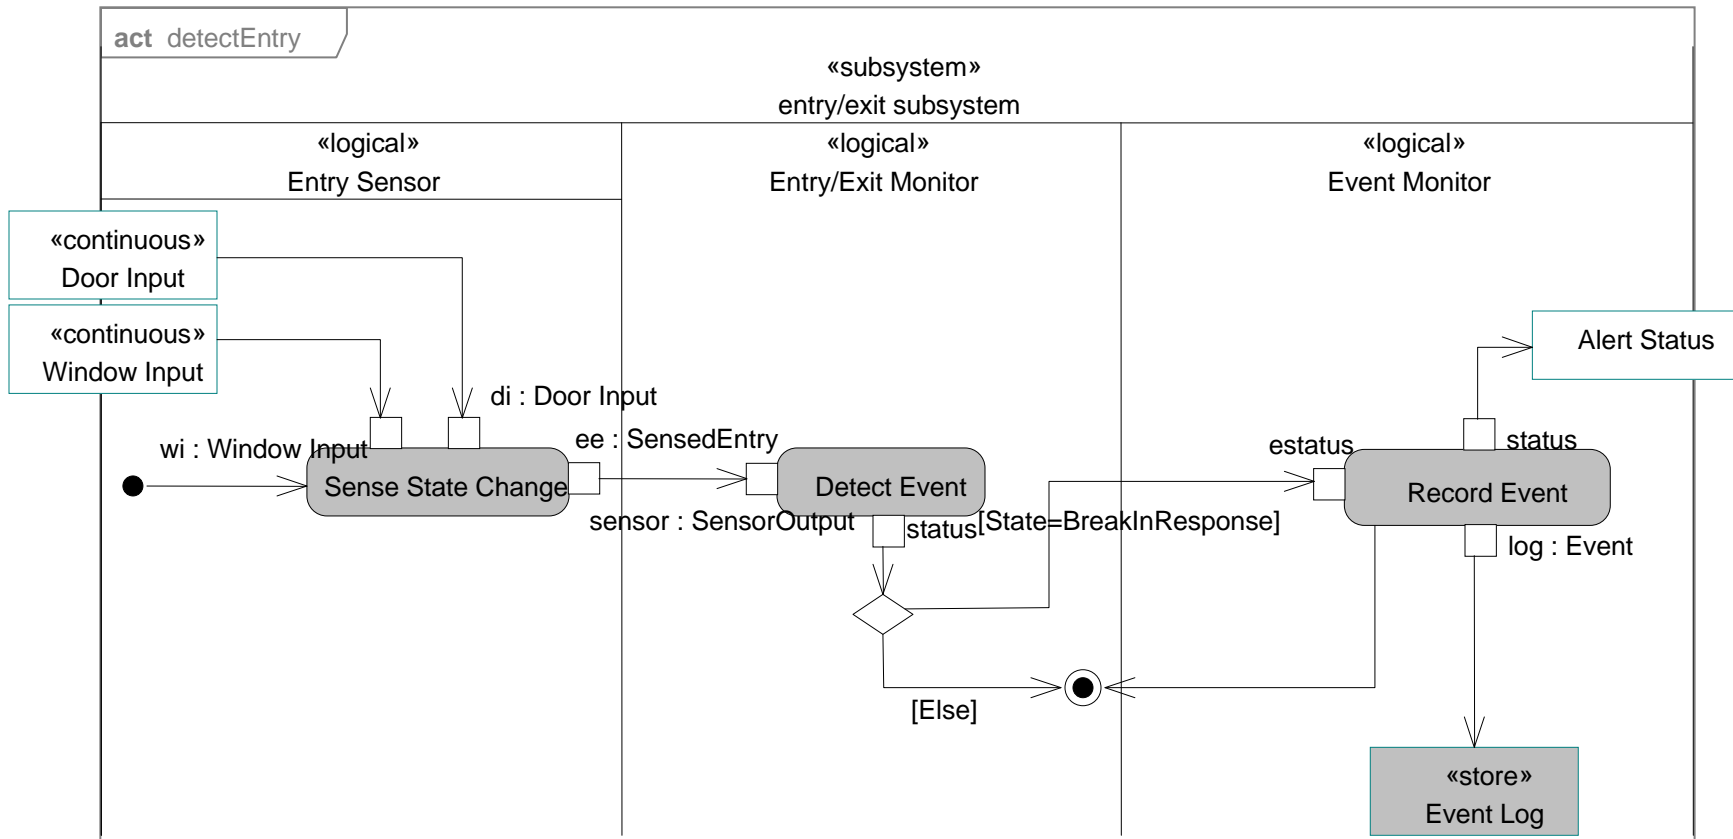 act detectEntry
«subsystem»
entry/exit subsystem
«logical»
Entry Sensor
«logical»
Entry/Exit Monitor
«logical»
Event Monitor
«continuous»
Door Input
«continuous»
Window Input
Alert Status
di : Door Input
wi : Window Input
ee : SensedEntry
estatus
status
Sense State Change
Detect Event
Record Event
sensor : SensorOutput
status
[State=BreakInResponse]
log : Event
[Else]
«store»
Event Log